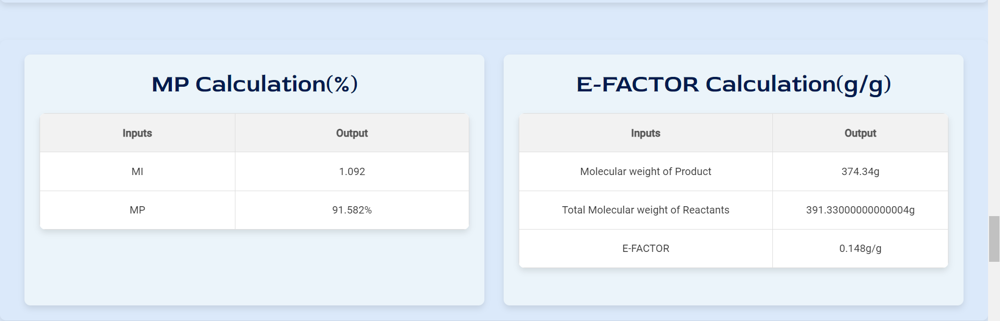 MP Calculation(%)
Inputs Output
MI 1.092
MP 91.582%
E-FACTOR Calculation(g/g)
Inputs Output
Molecular weight of Product 374.34g
Total Molecular weight of Reactants 391.33000000000004g
E-FACTOR 0.148g/g